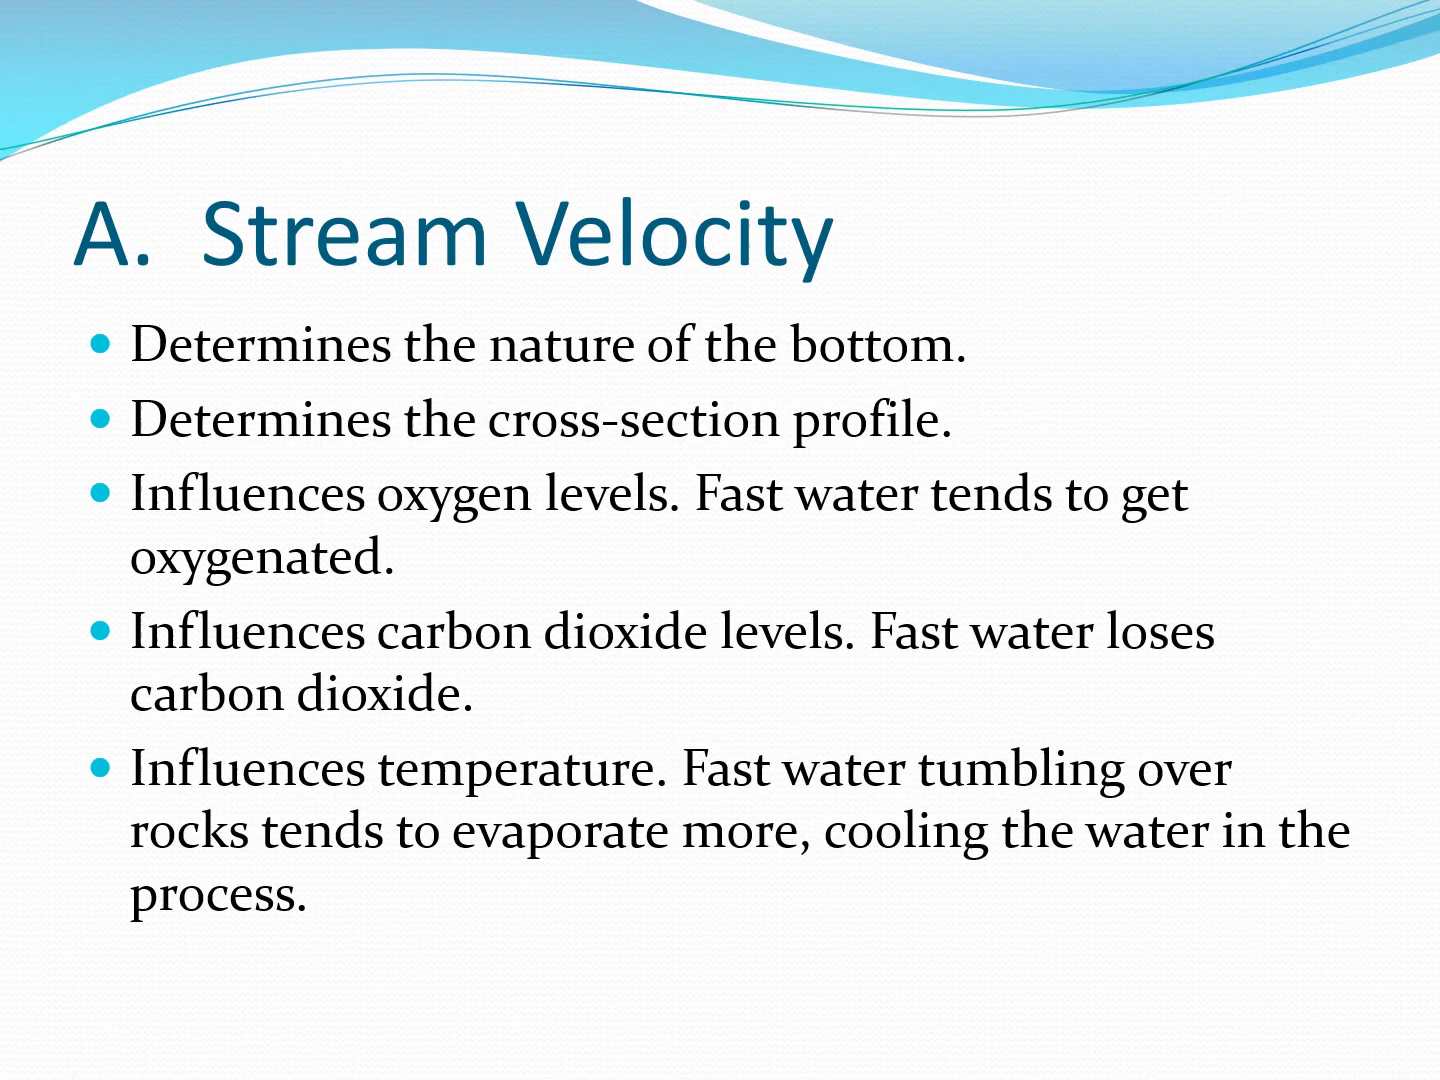 A. Stream Velocity
• Determines the nature of the bottom.
• Determines the cross-section profile.
• Influences oxygen levels. Fast water tends to get
oxygenated.
• Influences carbon dioxide levels. Fast water loses
carbon dioxide.
• Influences temperature. Fast water tumbling over
rocks tends to evaporate more, cooling the water in the
process.